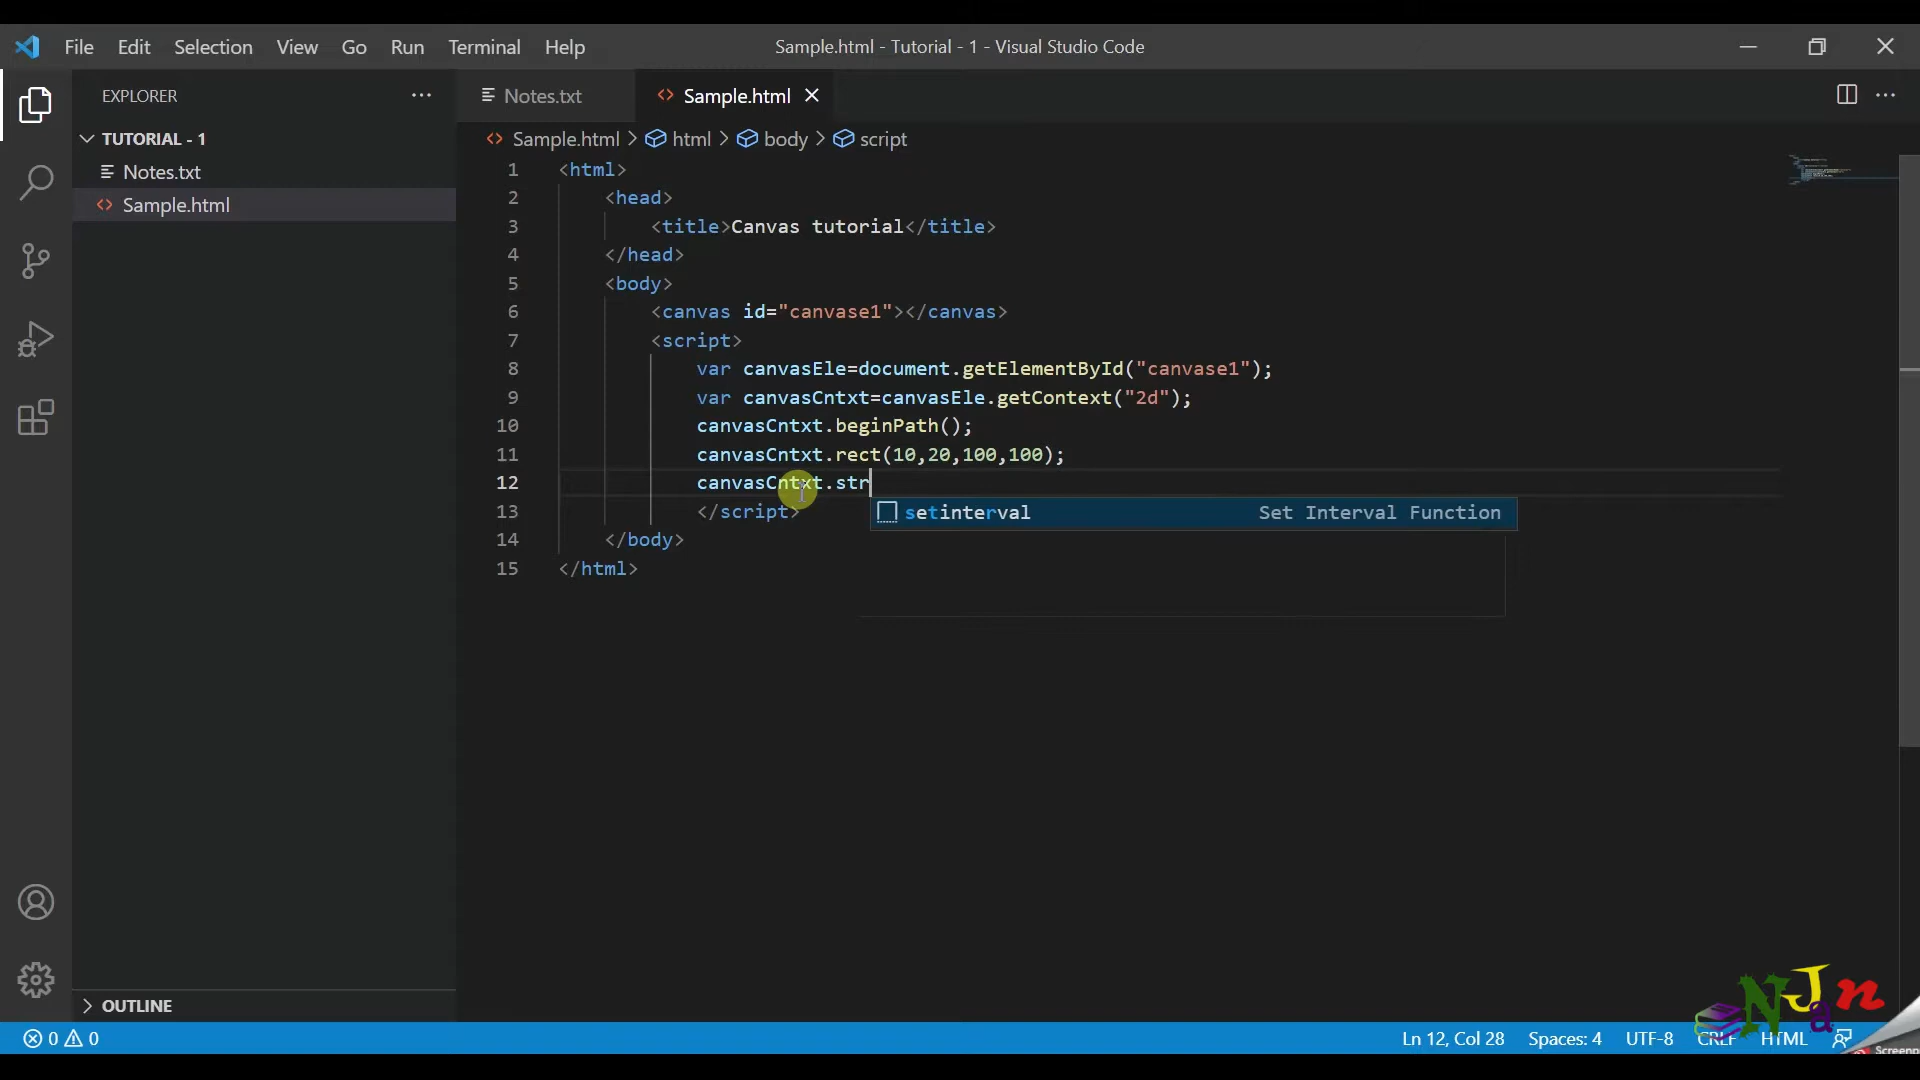 File Edit Selection View Go Run Terminal Help
Sample.html - Tutorial - 1 - Visual Studio Code
EXPLORER
TUTORIAL - 1
Notes.txt
Sample.html
OUTLINE
Notes.txt
Sample.html
Sample.html html body script
1 <html>
2 <head>
3 <title>Canvas tutorial</title>
4 </head>
5 <body>
6 <canvas id="canvase1"></canvas>
7 <script>
8 var canvasEle=document.getElementById("canvase1");
9 var canvasCntxt=canvasEle.getContext("2d");
10 canvasCntxt.beginPath();
11 canvasCntxt.rect(10,20,100,100);
12 canvasCntxt.str
setinterval Set Interval Function
13 </script>
14 </body>
15 </html>
0 0
Ln 12, Col 28 Spaces: 4 UTF-8 CRLF HTML